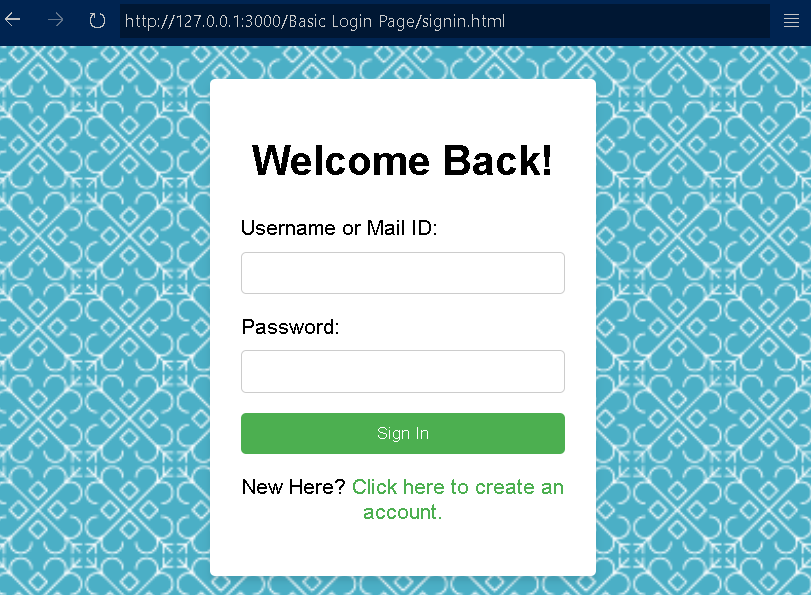 http://127.0.0.1:3000/Basic Login Page/signin.html
Welcome Back!
Username or Mail ID:
Password:
Sign In
New Here? Click here to create an
account.